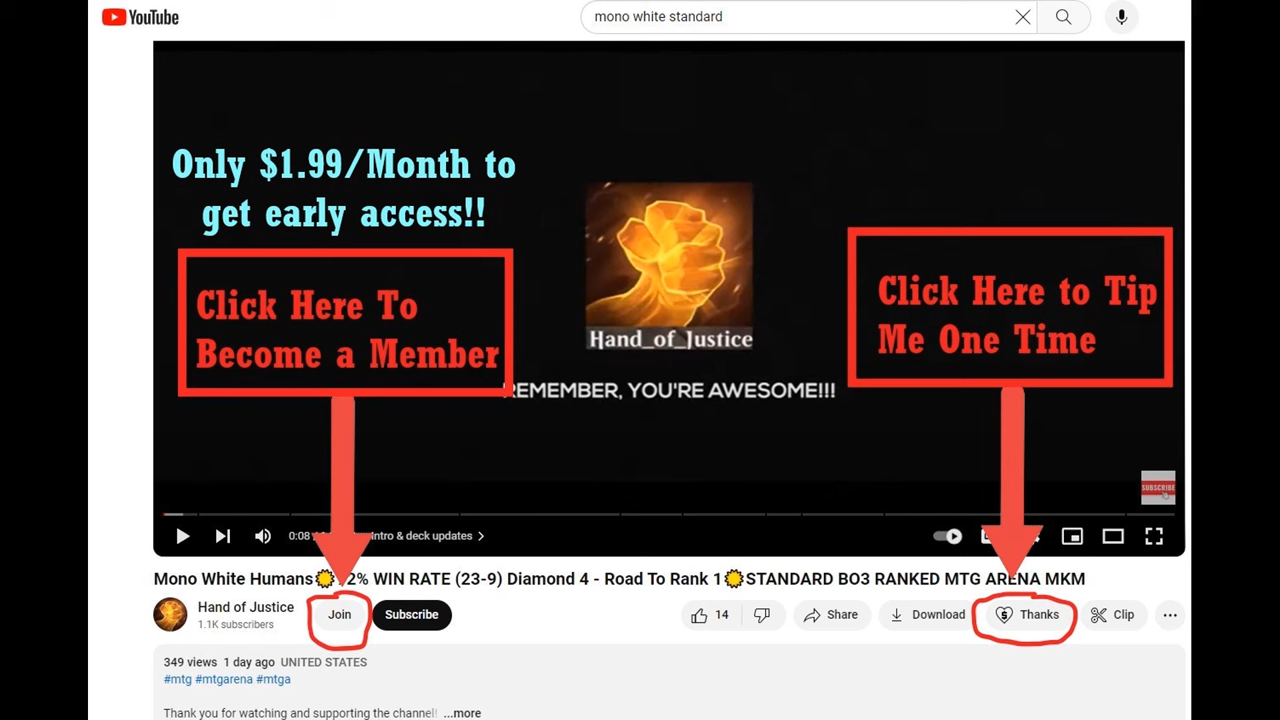 YouTube
mono white standard
Only $1.99/Month to
get early access!!
Click Here To
Become a Member
Click Here to Tip
Me One Time
Hand_of_Justice
REMEMBER, YOU'RE AWESOME!!!
SUBSCRIBE
0:08
Intro & deck updates
Mono White Humans 2% WIN RATE (23-9) Diamond 4 - Road To Rank 1 STANDARD BO3 RANKED MTG ARENA MKM
Hand of Justice
1.1K subscribers
Join
Subscribe
14
Share
Download
Thanks
Clip
349 views 1 day ago UNITED STATES
#mtg #mtgarena #mtga
Thank you for watching and supporting the channel! ...more